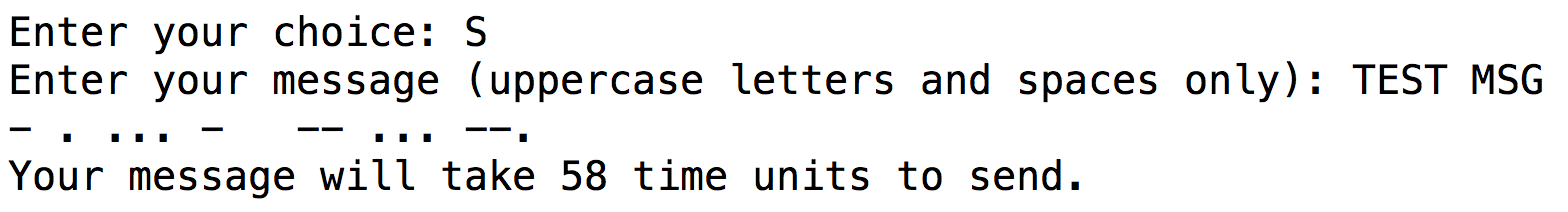 Enter your choice: S
Enter your message (uppercase letters and spaces only): TEST MSG
- . ... -   -- ... --.
Your message will take 58 time units to send.